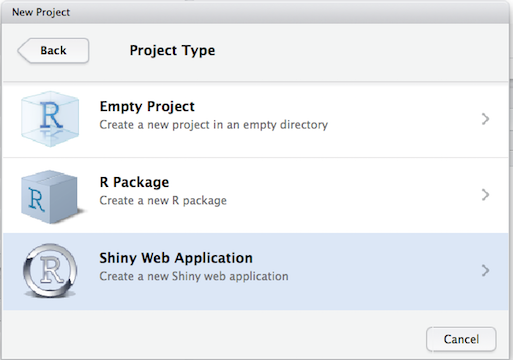 New Project
Back
Project Type
R
Empty Project
Create a new project in an empty directory
R
R Package
Create a new R package
R
Shiny Web Application
Create a new Shiny web application
Cancel